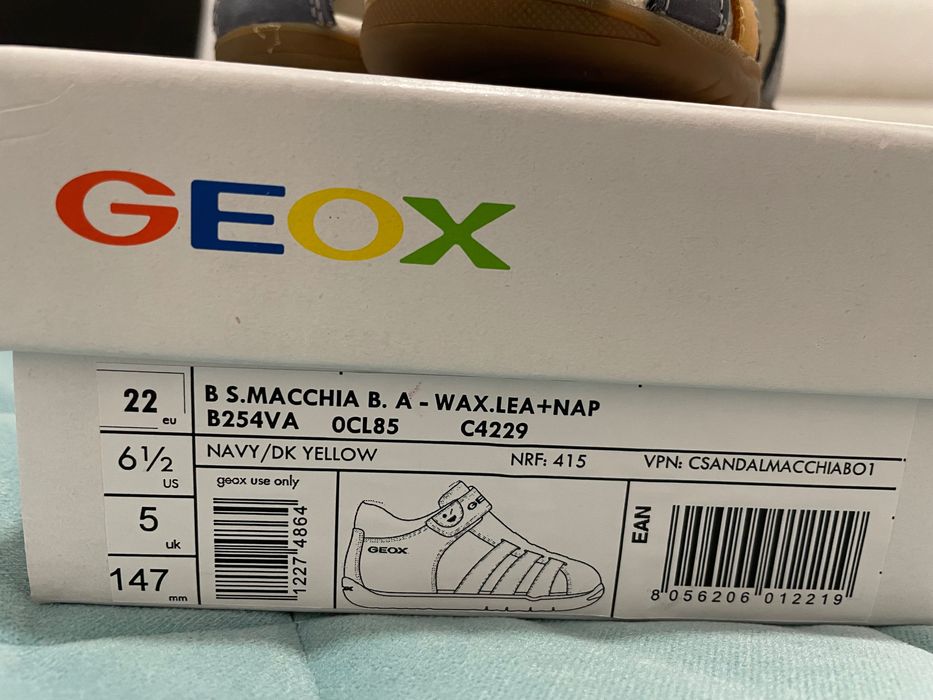 GEOX
22 eu
6½ US
5 uk
147 mm
B S.MACCHIA B. A - WAX.LEA+NAP
B254VA 0CL85 C4229
NAVY/DK YELLOW NRF: 415 VPN: CSANDALMACCHIABO1
geox use only
1227 4864
GEOX
GE
EAN
8 056206 012219